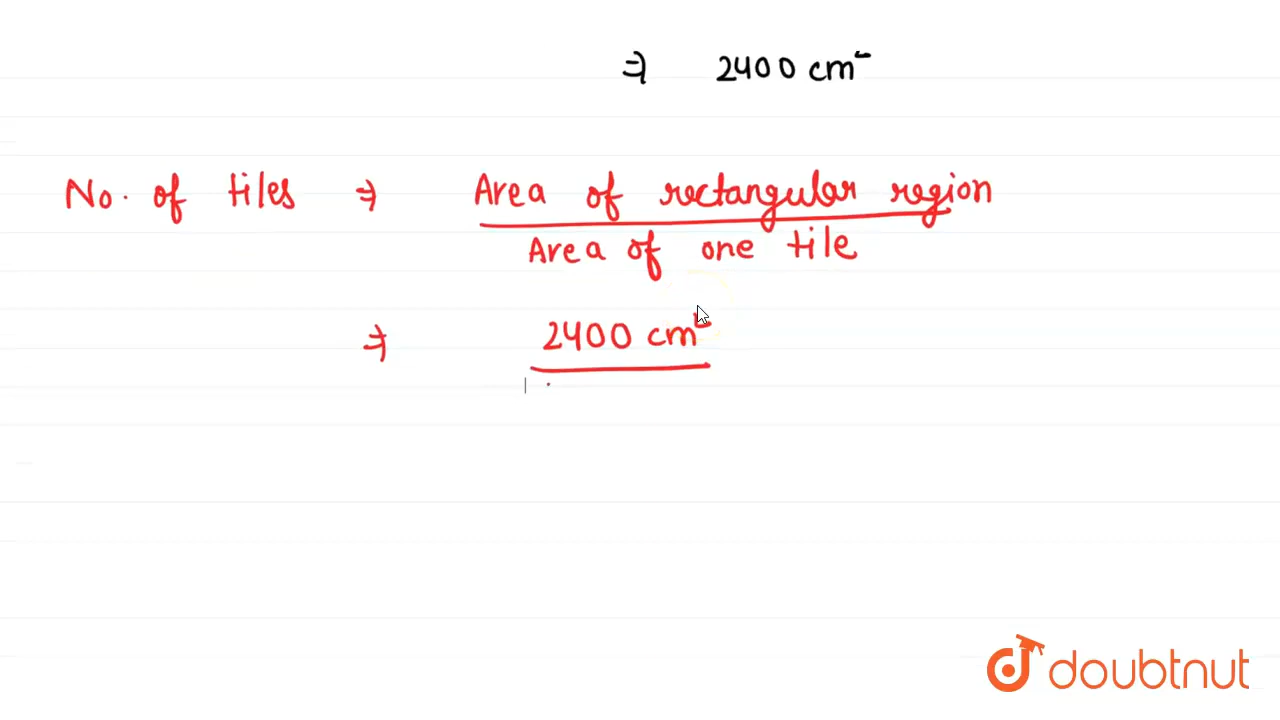 ⇒ 2400 cm²
No. of tiles ⇒ Area of rectangular region
Area of one tile
⇒ 2400 cm²
doubtnut